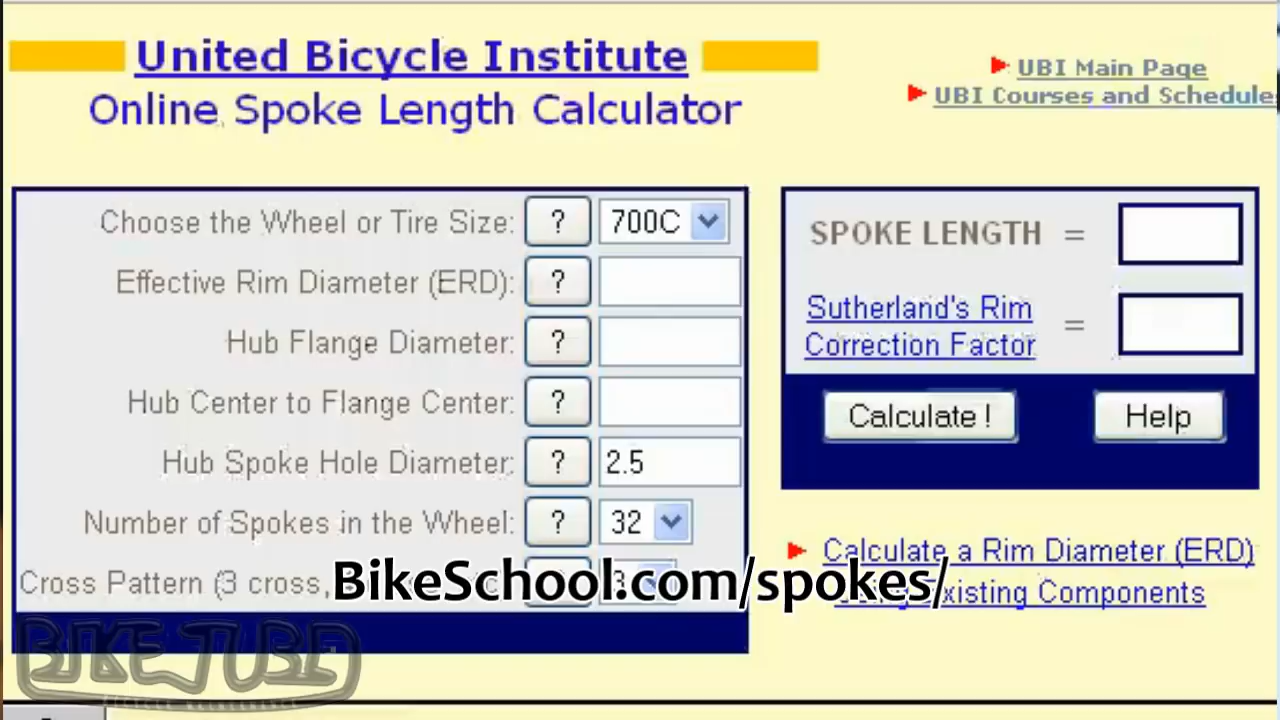 United Bicycle Institute
Online Spoke Length Calculator
UBI Main Page
UBI Courses and Schedules
Choose the Wheel or Tire Size: ? 700C
Effective Rim Diameter (ERD): ?
Hub Flange Diameter: ?
Hub Center to Flange Center: ?
Hub Spoke Hole Diameter: ? 2.5
Number of Spokes in the Wheel: ? 32
Cross Pattern (3 cross,
SPOKE LENGTH =
Sutherland's Rim
Correction Factor =
Calculate ! Help
Calculate a Rim Diameter (ERD)
Existing Components
BikeSchool.com/spokes/
BIKE TUBE